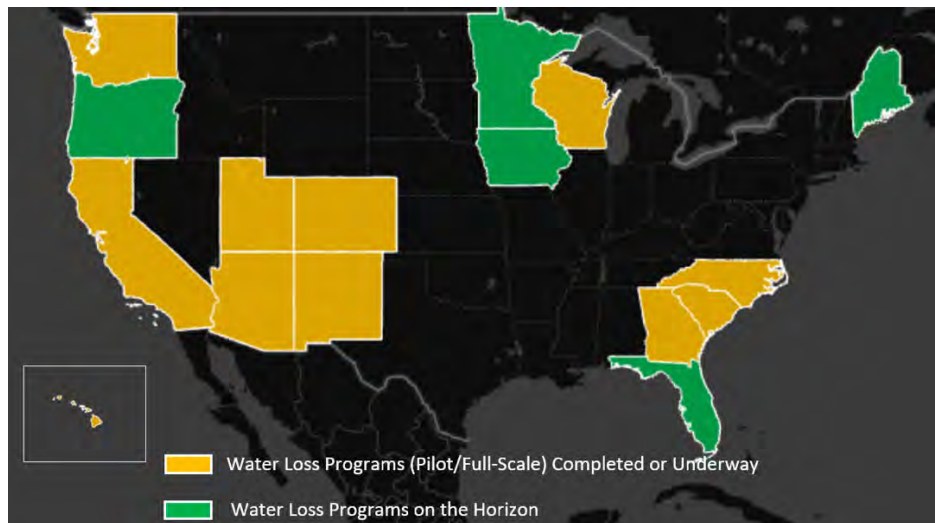 Water Loss Programs (Pilot/Full-Scale) Completed or Underway
Water Loss Programs on the Horizon